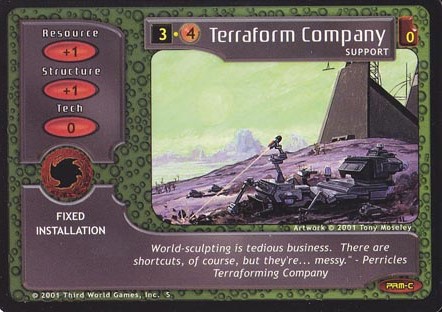 Resource
+1
Structure
+1
Tech
0
FIXED
INSTALLATION
3 · 4 Terraform Company 0
SUPPORT
Artwork © 2001 Tony Moseley
World-sculpting is tedious business. There are
shortcuts, of course, but they're... messy." - Perricles
Terraforming Company
© 2001 Third World Games, Inc. 5
PRM-C